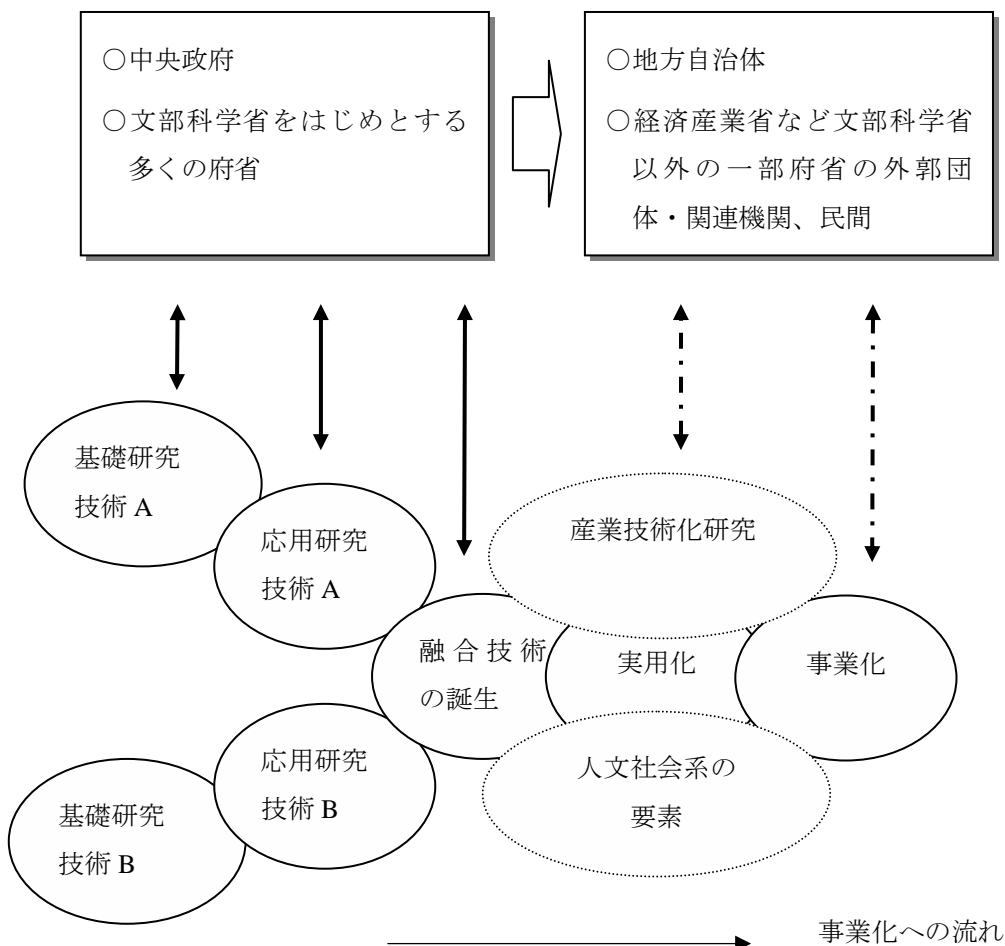 ○中央政府
○文部科学省をはじめとする
多くの府省
○地方自治体
○経済産業省など文部科学省
以外の一部府省の外郭団
体・関連機関、民間
基礎研究
技術 A
応用研究
技術 A
産業技術化研究
融合技術
の誕生
実用化
事業化
応用研究
技術 B
人文社会系の
要素
基礎研究
技術 B
事業化への流れ